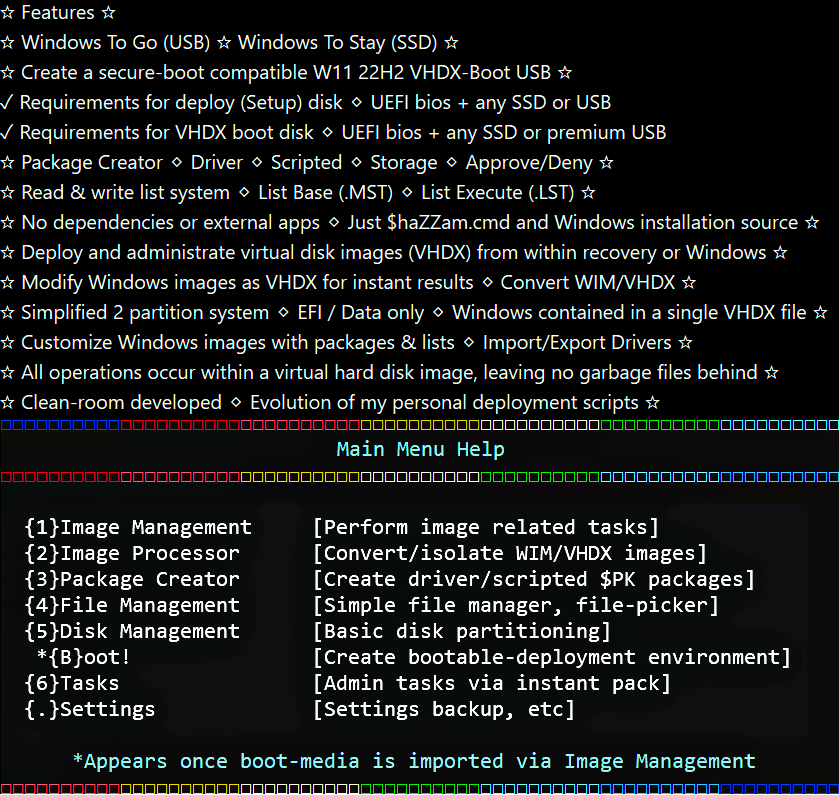 ☆ Features ☆
☆ Windows To Go (USB) ☆ Windows To Stay (SSD) ☆
☆ Create a secure-boot compatible W11 22H2 VHDX-Boot USB ☆
✓ Requirements for deploy (Setup) disk ⋄ UEFI bios + any SSD or USB
✓ Requirements for VHDX boot disk ⋄ UEFI bios + any SSD or premium USB
☆ Package Creator ⋄ Driver ⋄ Scripted ⋄ Storage ⋄ Approve/Deny ☆
☆ Read & write list system ⋄ List Base (.MST) ⋄ List Execute (.LST) ☆
☆ No dependencies or external apps ⋄ Just $haZZam.cmd and Windows installation source ☆
☆ Deploy and administrate virtual disk images (VHDX) from within recovery or Windows ☆
☆ Modify Windows images as VHDX for instant results ⋄ Convert WIM/VHDX ☆
☆ Simplified 2 partition system ⋄ EFI / Data only ⋄ Windows contained in a single VHDX file ☆
☆ Customize Windows images with packages & lists ⋄ Import/Export Drivers ☆
☆ All operations occur within a virtual hard disk image, leaving no garbage files behind ☆
☆ Clean-room developed ⋄ Evolution of my personal deployment scripts ☆
Main Menu Help
{1}Image Management [Perform image related tasks]
{2}Image Processor [Convert/isolate WIM/VHDX images]
{3}Package Creator [Create driver/scripted $PK packages]
{4}File Management [Simple file manager, file-picker]
{5}Disk Management [Basic disk partitioning]
*{B}oot! [Create bootable-deployment environment]
{6}Tasks [Admin tasks via instant pack]
{.}Settings [Settings backup, etc]
*Appears once boot-media is imported via Image Management